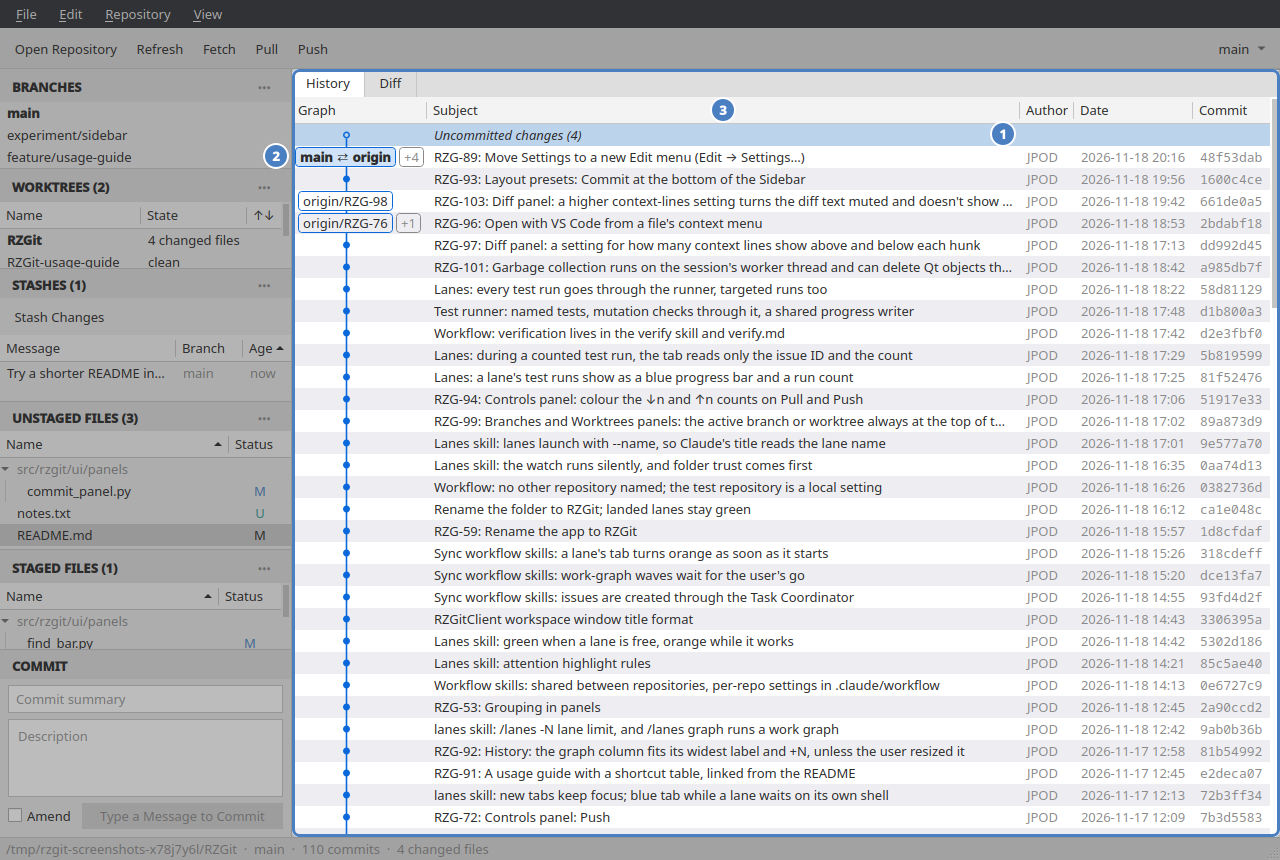 File Edit Repository View
Open Repository Refresh Fetch Pull Push main
BRANCHES ···
main
experiment/sidebar
feature/usage-guide
WORKTREES (2) ···
Name State ↑↓
RZGit 4 changed files
RZGit-usage-guide clean
STASHES (1) ···
Stash Changes
Message Branch Age
Try a shorter README in... main now
UNSTAGED FILES (3) ···
Name Status
src/rzgit/ui/panels
commit_panel.py M
notes.txt U
README.md M
STAGED FILES (1) ···
Name Status
src/rzgit/ui/panels
find_bar.py M
COMMIT
Commit summary
Description
Amend Type a Message to Commit
History Diff
Graph Subject 3 Author Date Commit
Uncommitted changes (4) 1
2 main ⇄ origin +4 RZG-89: Move Settings to a new Edit menu (Edit → Settings...) JPOD 2026-11-18 20:16 48f53dab
RZG-93: Layout presets: Commit at the bottom of the Sidebar JPOD 2026-11-18 19:56 1600c4ce
origin/RZG-98 RZG-103: Diff panel: a higher context-lines setting turns the diff text muted and doesn't show ... JPOD 2026-11-18 19:42 661de0a5
origin/RZG-76 +1 RZG-96: Open with VS Code from a file's context menu JPOD 2026-11-18 18:53 2bdabf18
RZG-97: Diff panel: a setting for how many context lines show above and below each hunk JPOD 2026-11-18 17:13 dd992d45
RZG-101: Garbage collection runs on the session's worker thread and can delete Qt objects th... JPOD 2026-11-18 18:42 a985db7f
Lanes: every test run goes through the runner, targeted runs too JPOD 2026-11-18 18:22 58d81129
Test runner: named tests, mutation checks through it, a shared progress writer JPOD 2026-11-18 17:48 d1b800a3
Workflow: verification lives in the verify skill and verify.md JPOD 2026-11-18 17:42 d2e3fbf0
Lanes: during a counted test run, the tab reads only the issue ID and the count JPOD 2026-11-18 17:29 5b819599
Lanes: a lane's test runs show as a blue progress bar and a run count JPOD 2026-11-18 17:25 81f52476
RZG-94: Controls panel: colour the ↓n and ↑n counts on Pull and Push JPOD 2026-11-18 17:06 51917e33
RZG-99: Branches and Worktrees panels: the active branch or worktree always at the top of t... JPOD 2026-11-18 17:02 89a873d9
Lanes skill: lanes launch with --name, so Claude's title reads the lane name JPOD 2026-11-18 17:01 9e577a70
Lanes skill: the watch runs silently, and folder trust comes first JPOD 2026-11-18 16:35 0aa74d13
Workflow: no other repository named; the test repository is a local setting JPOD 2026-11-18 16:26 0382736d
Rename the folder to RZGit; landed lanes stay green JPOD 2026-11-18 16:12 ca1e048c
RZG-59: Rename the app to RZGit JPOD 2026-11-18 15:57 1d8cfdaf
Sync workflow skills: a lane's tab turns orange as soon as it starts JPOD 2026-11-18 15:26 318cdeff
Sync workflow skills: work-graph waves wait for the user's go JPOD 2026-11-18 15:20 dce13fa7
Sync workflow skills: issues are created through the Task Coordinator JPOD 2026-11-18 14:55 93fd4d2f
RZGitClient workspace window title format JPOD 2026-11-18 14:43 3306395a
Lanes skill: green when a lane is free, orange while it works JPOD 2026-11-18 14:42 5302d186
Lanes skill: attention highlight rules JPOD 2026-11-18 14:21 85c5ae40
Workflow skills: shared between repositories, per-repo settings in .claude/workflow JPOD 2026-11-18 14:13 0e6727c9
RZG-53: Grouping in panels JPOD 2026-11-18 12:45 2a90ccd2
lanes skill: /lanes -N lane limit, and /lanes graph runs a work graph JPOD 2026-11-18 12:42 9ab0b36b
RZG-92: History: the graph column fits its widest label and +N, unless the user resized it JPOD 2026-11-17 12:58 81b54992
RZG-91: A usage guide with a shortcut table, linked from the README JPOD 2026-11-17 12:45 e2deca07
lanes skill: new tabs keep focus; blue tab while a lane waits on its own shell JPOD 2026-11-17 12:13 72b3ff34
RZG-72: Controls panel: Push JPOD 2026-11-17 12:09 7b3d5583
/tmp/rzgit-screenshots-x78j7y6l/RZGit · main · 110 commits · 4 changed files